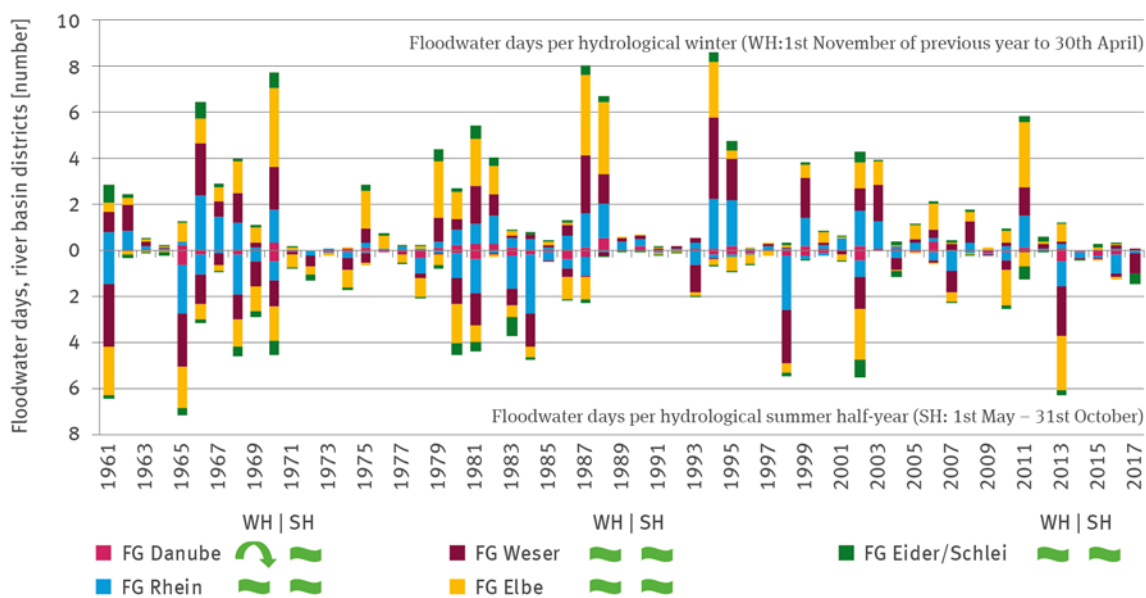 Floodwater days, river basin districts [number]
10
8
6
4
2
0
2
4
6
8
Floodwater days per hydrological winter (WH:1st November of previous year to 30th April)
Floodwater days per hydrological summer half-year (SH: 1st May – 31st October)
1961 1963 1965 1967 1969 1971 1973 1975 1977 1979 1981 1983 1985 1987 1989 1991 1993 1995 1997 1999 2001 2003 2005 2007 2009 2011 2013 2015 2017
WH | SH WH | SH WH | SH
FG Danube FG Weser FG Eider/Schlei
FG Rhein FG Elbe